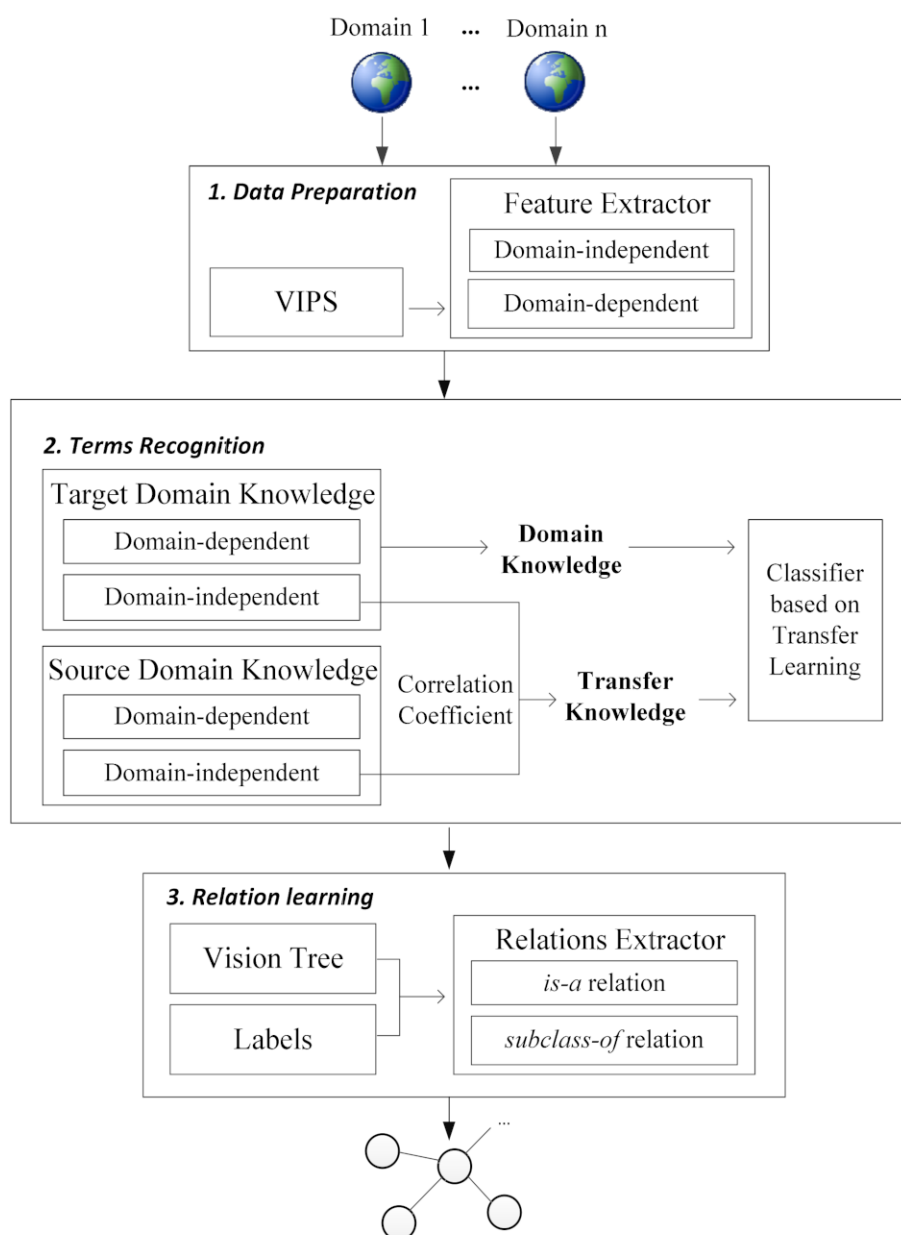 Domain 1 ... Domain n
...
1. Data Preparation
Feature Extractor
Domain-independent
VIPS
Domain-dependent
2. Terms Recognition
Target Domain Knowledge
Domain-dependent
Domain-independent
Source Domain Knowledge
Domain-dependent
Domain-independent
Correlation
Coefficient
Domain
Knowledge
Transfer
Knowledge
Classifier
based on
Transfer
Learning
3. Relation learning
Vision Tree
Labels
Relations Extractor
is-a relation
subclass-of relation
...